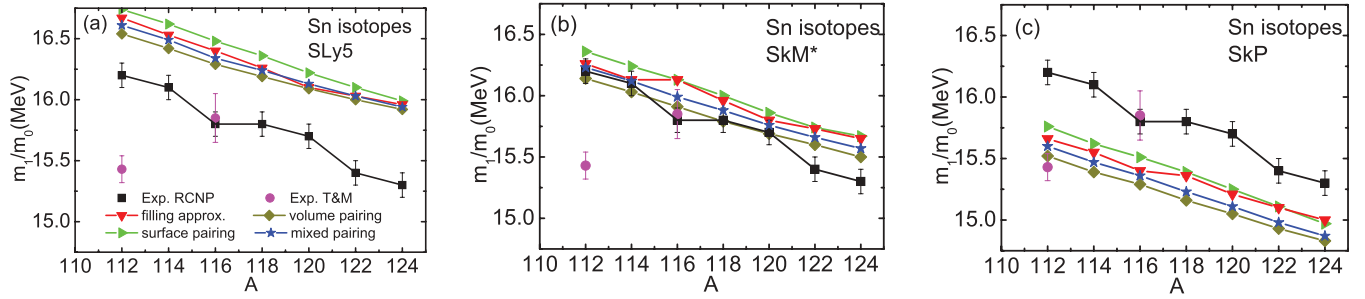 (a)
Sn isotopes
SLy5
16.5
16.0
15.5
15.0
m1/m0(MeV)
Exp. RCNP
Exp. T&M
filling approx.
volume pairing
surface pairing
mixed pairing
110 112 114 116 118 120 122 124
A
(b)
Sn isotopes
SkM*
16.5
16.0
15.5
15.0
m1/m0(MeV)
110 112 114 116 118 120 122 124
A
(c)
Sn isotopes
SkP
16.5
16.0
15.5
15.0
m1/m0(MeV)
110 112 114 116 118 120 122 124
A